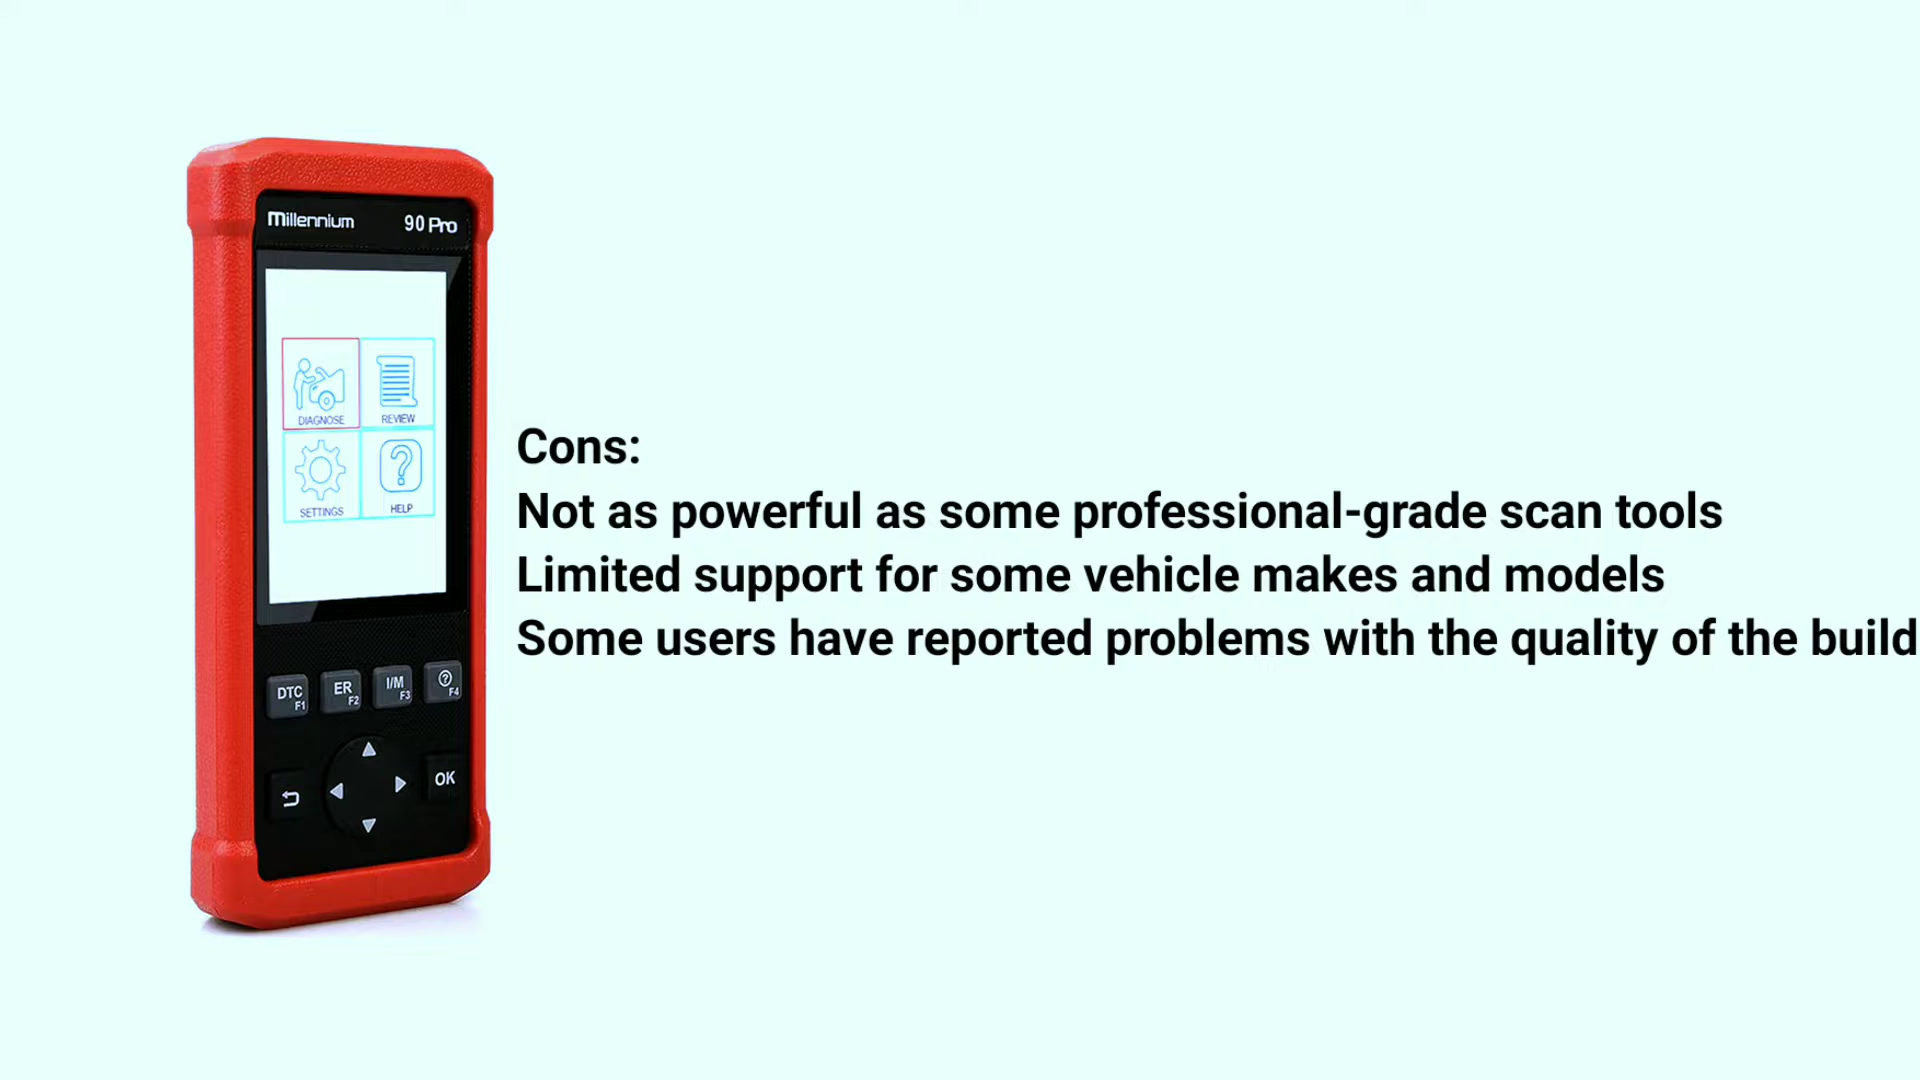 Millennium 90 Pro
DIAGNOSE REVIEW
SETTINGS HELP
DTC F1 ER F2 I/M F3 ? F4
OK
Cons:
Not as powerful as some professional-grade scan tools
Limited support for some vehicle makes and models
Some users have reported problems with the quality of the build